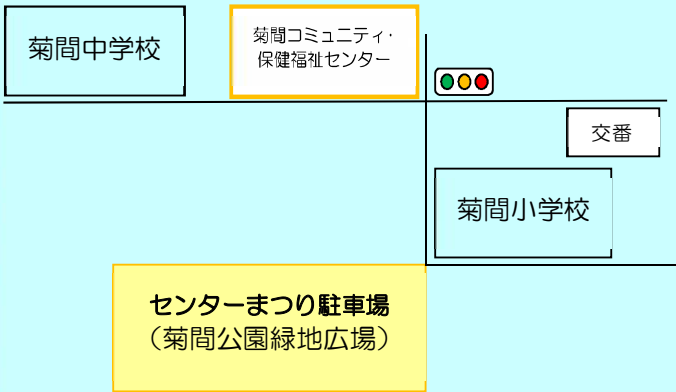 菊間中学校
菊間コミュニティ・
保健福祉センター
交番
菊間小学校
センターまつり駐車場
（菊間公園緑地広場）